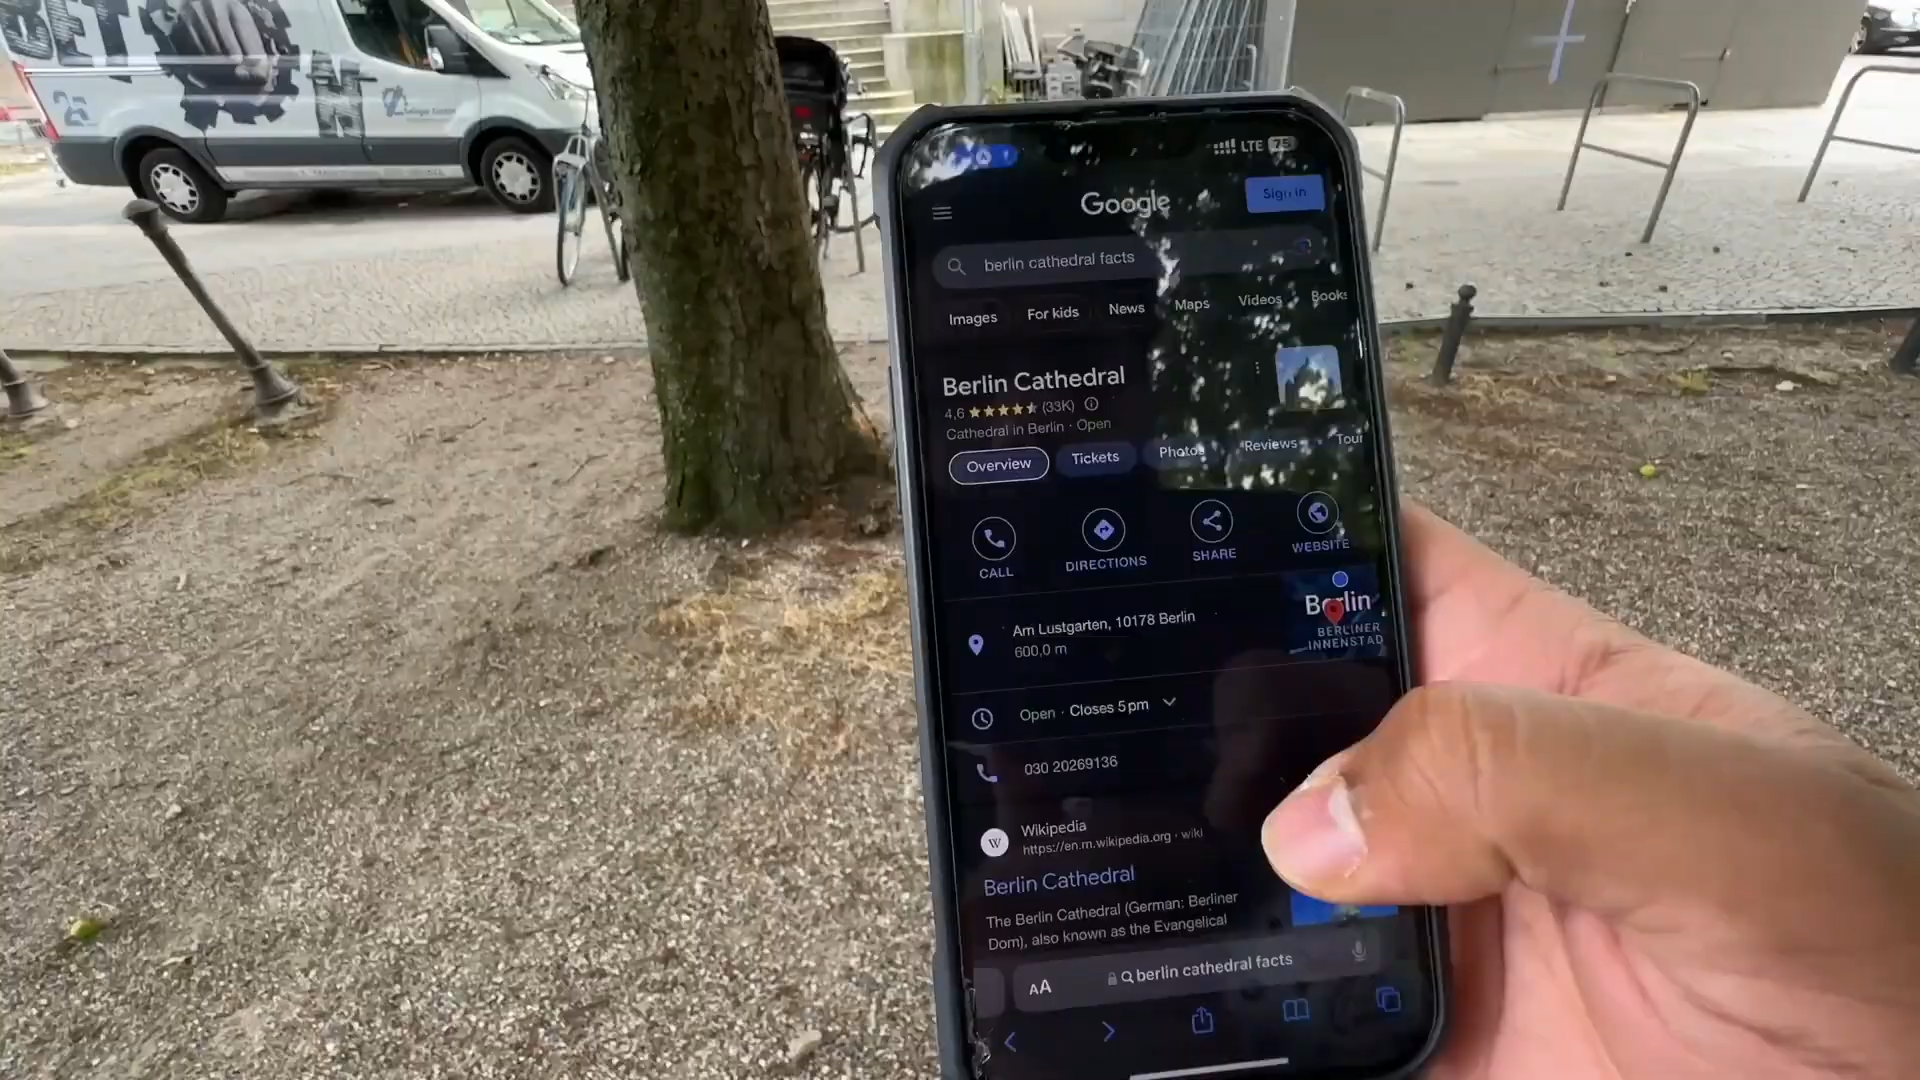 BET
25
LTE 75
Google
Sign in
berlin cathedral facts
Images For kids News Maps Videos Books
Berlin Cathedral
4,6 (33K)
Cathedral in Berlin · Open
Overview Tickets Photos Reviews Tour
CALL DIRECTIONS SHARE WEBSITE
Am Lustgarten, 10178 Berlin
600,0 m
Berlin
BERLINER
INNENSTAD
Open · Closes 5 pm
030 20269136
W Wikipedia
https://en.m.wikipedia.org · wiki
Berlin Cathedral
The Berlin Cathedral (German: Berliner
Dom), also known as the Evangelical
AA berlin cathedral facts